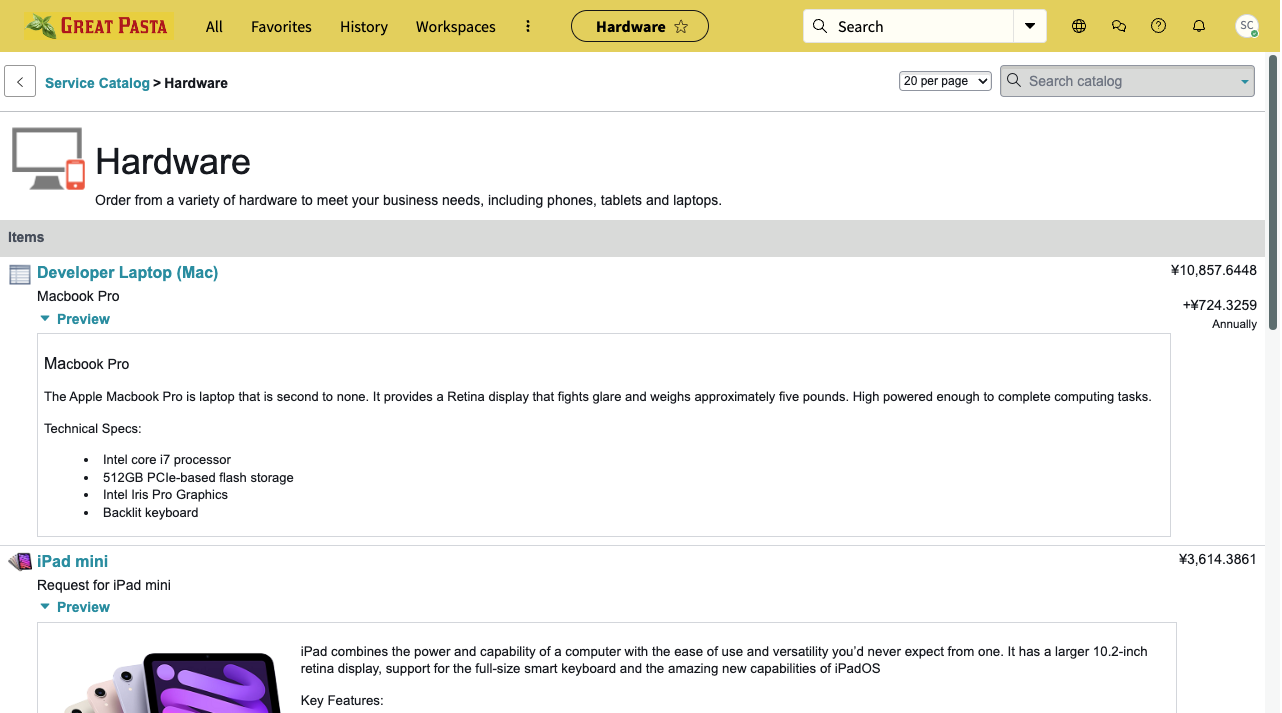 GREAT PASTA
All
Favorites
History
Workspaces
Hardware
Search
SC
Service Catalog > Hardware
20 per page
Search catalog
Hardware
Order from a variety of hardware to meet your business needs, including phones, tablets and laptops.
Items
Developer Laptop (Mac)
¥10,857.6448
Macbook Pro
+¥724.3259
Annually
Preview
Macbook Pro
The Apple Macbook Pro is laptop that is second to none. It provides a Retina display that fights glare and weighs approximately five pounds. High powered enough to complete computing tasks.
Technical Specs:
Intel core i7 processor
512GB PCIe-based flash storage
Intel Iris Pro Graphics
Backlit keyboard
iPad mini
¥3,614.3861
Request for iPad mini
Preview
iPad combines the power and capability of a computer with the ease of use and versatility you’d never expect from one. It has a larger 10.2-inch
retina display, support for the full-size smart keyboard and the amazing new capabilities of iPadOS
Key Features: